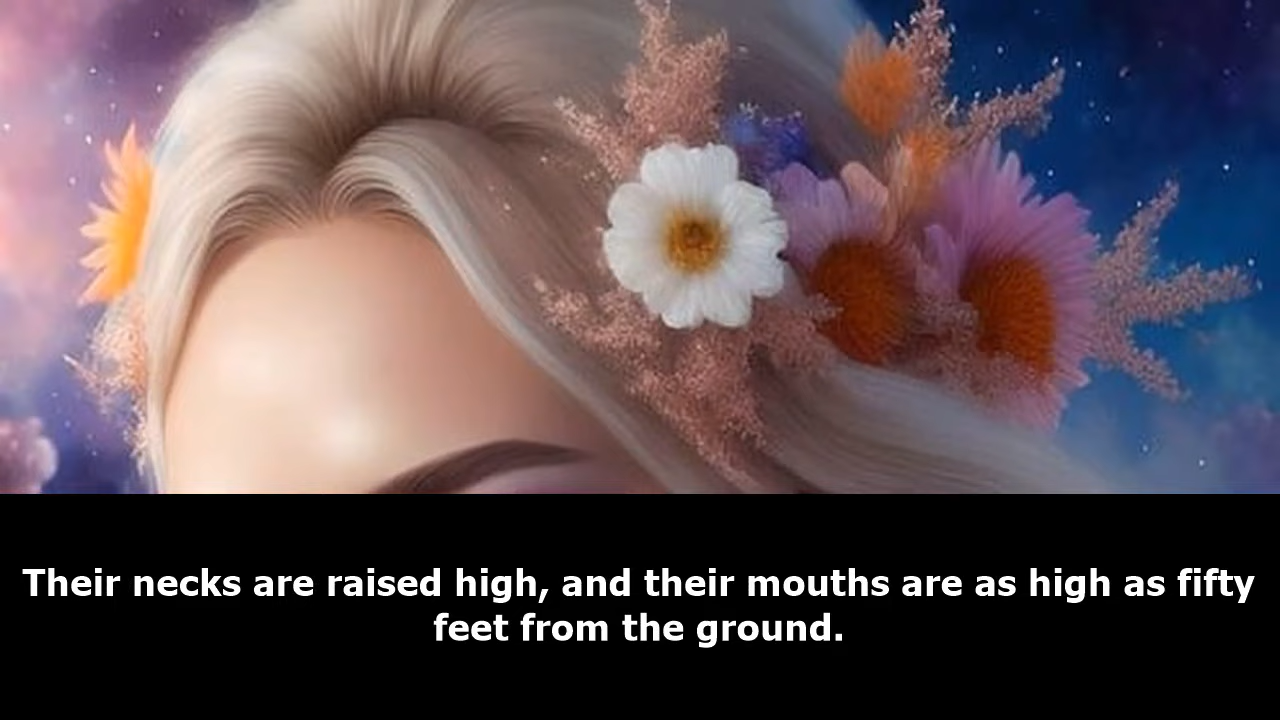 Their necks are raised high, and their mouths are as high as fifty
feet from the ground.